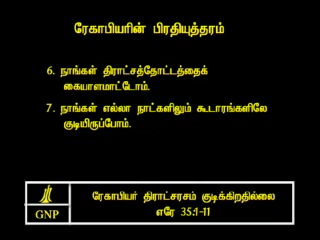 ரேகாபியரின் பிரதியுத்தரம்
6. நாங்கள் திராட்சத்தோட்டத்தைக்
கையாளமாட்டோம்.
7. நாங்கள் எல்லா நாட்களிலும் கூடாரங்களிலே
குடியிருப்போம்.
ரேகாபியர் திராட்சரசம் குடிக்கிறதில்லை
எரே 35:1-11
GNP